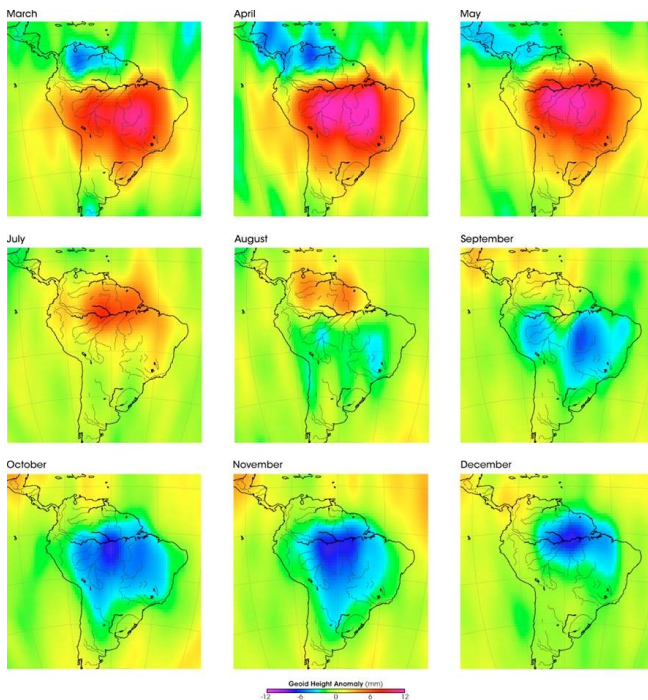 March
April
May
July
August
September
October
November
December
Geoid Height Anomaly (mm)
-12 -6 0 6 12